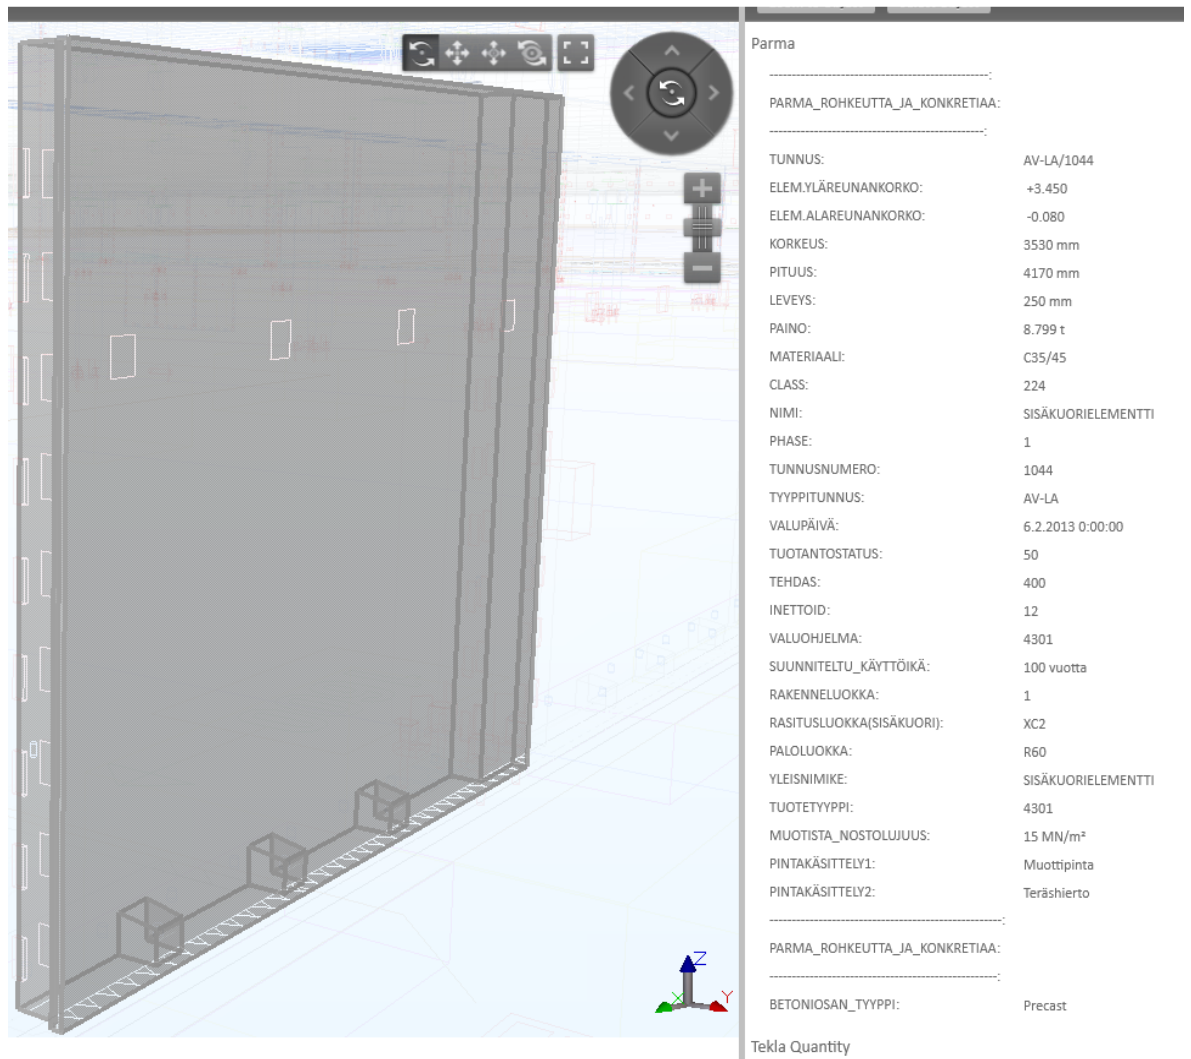 Parma
-------------------------------------------------:
PARMA_ROHKEUTTA_JA_KONKRETIAA:
------------------------------------------------:
TUNNUS: AV-LA/1044
ELEM.YLÄREUNANKORKO: +3.450
ELEM.ALAREUNANKORKO: -0.080
KORKEUS: 3530 mm
PITUUS: 4170 mm
LEVEYS: 250 mm
PAINO: 8.799 t
MATERIAALI: C35/45
CLASS: 224
NIMI: SISÄKUORIELEMENTTI
PHASE: 1
TUNNUSNUMERO: 1044
TYYPPITUNNUS: AV-LA
VALUPÄIVÄ: 6.2.2013 0:00:00
TUOTANTOSTATUS: 50
TEHDAS: 400
INETTOID: 12
VALUOHJELMA: 4301
SUUNNITELTU_KÄYTTÖIKÄ: 100 vuotta
RAKENNELUOKKA: 1
RASITUSLUOKKA(SISÄKUORI): XC2
PALOLUOKKA: R60
YLEISNIMIKE: SISÄKUORIELEMENTTI
TUOTETYYPPI: 4301
MUOTISTA_NOSTOLUJUUS: 15 MN/m²
PINTAKÄSITTELY1: Muottipinta
PINTAKÄSITTELY2: Teräshierto
----------------------------------------------------:
PARMA_ROHKEUTTA_JA_KONKRETIAA:
---------------------------------------------------:
BETONIOSAN_TYYPPI: Precast
Tekla Quantity
Z
X
Y